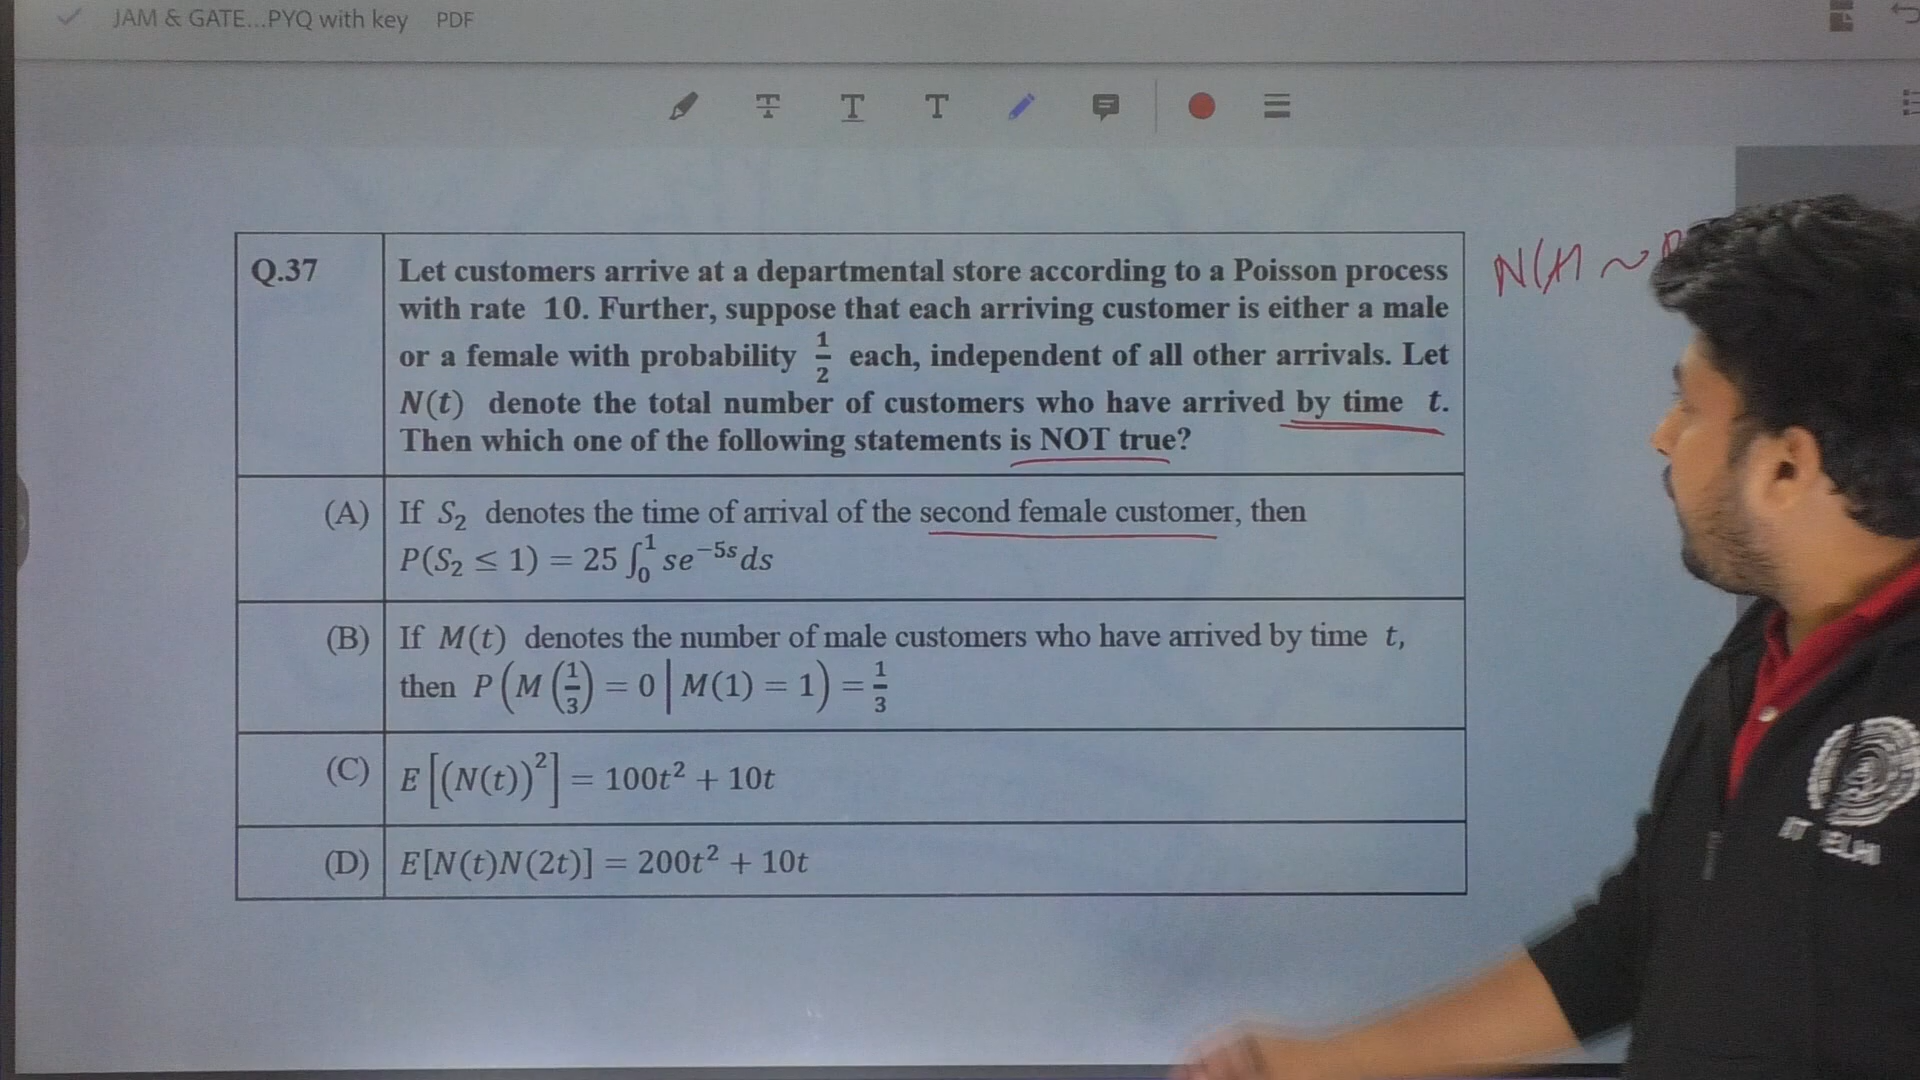 JAM & GATE...PYQ with key PDF
Q.37
Let customers arrive at a departmental store according to a Poisson process
with rate 10. Further, suppose that each arriving customer is either a male
or a female with probability 1/2 each, independent of all other arrivals. Let
N(t) denote the total number of customers who have arrived by time t.
Then which one of the following statements is NOT true?
N(t) ~
(A) If S₂ denotes the time of arrival of the second female customer, then
P(S₂ ≤ 1) = 25 ∫₀¹ se⁻⁵ˢds
(B) If M(t) denotes the number of male customers who have arrived by time t,
then P(M(1/3) = 0 | M(1) = 1) = 1/3
(C) E[(N(t))²] = 100t² + 10t
(D) E[N(t)N(2t)] = 200t² + 10t
DELHI